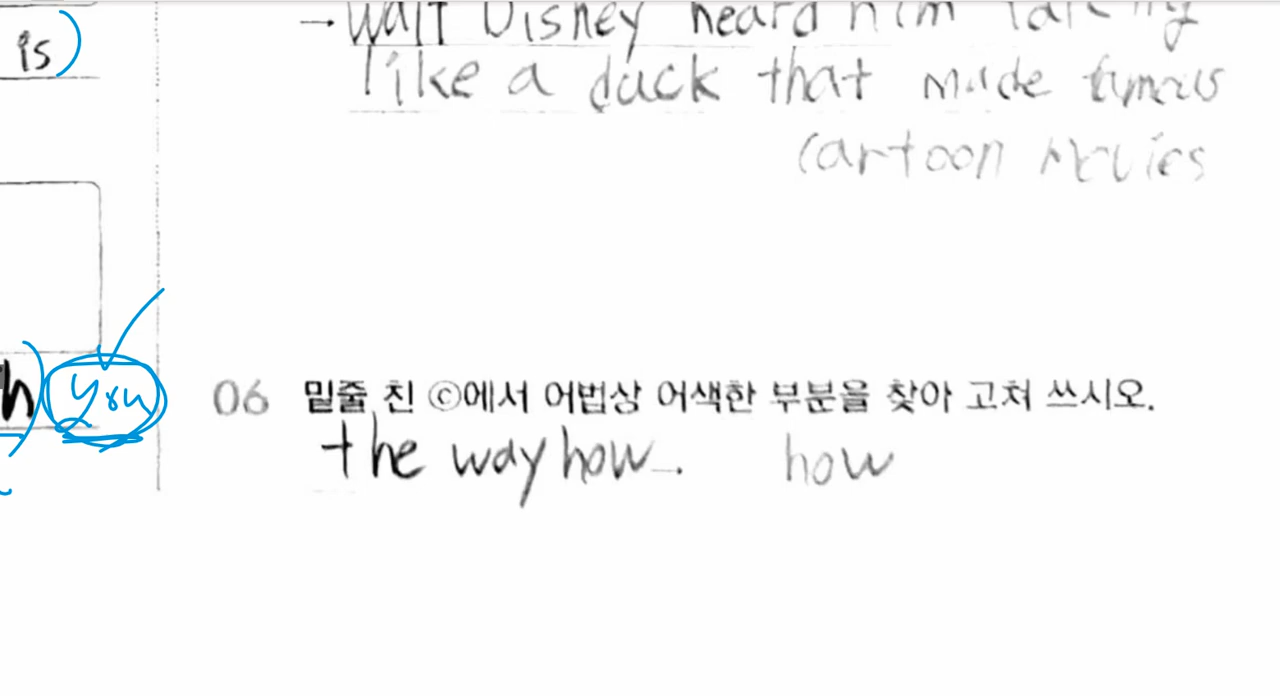 is)
→ Walt Disney heard him talking
like a duck that made famous
cartoon movies
h) you
06 밑줄 친 ⓒ에서 어법상 어색한 부분을 찾아 고쳐 쓰시오.
the way how. how